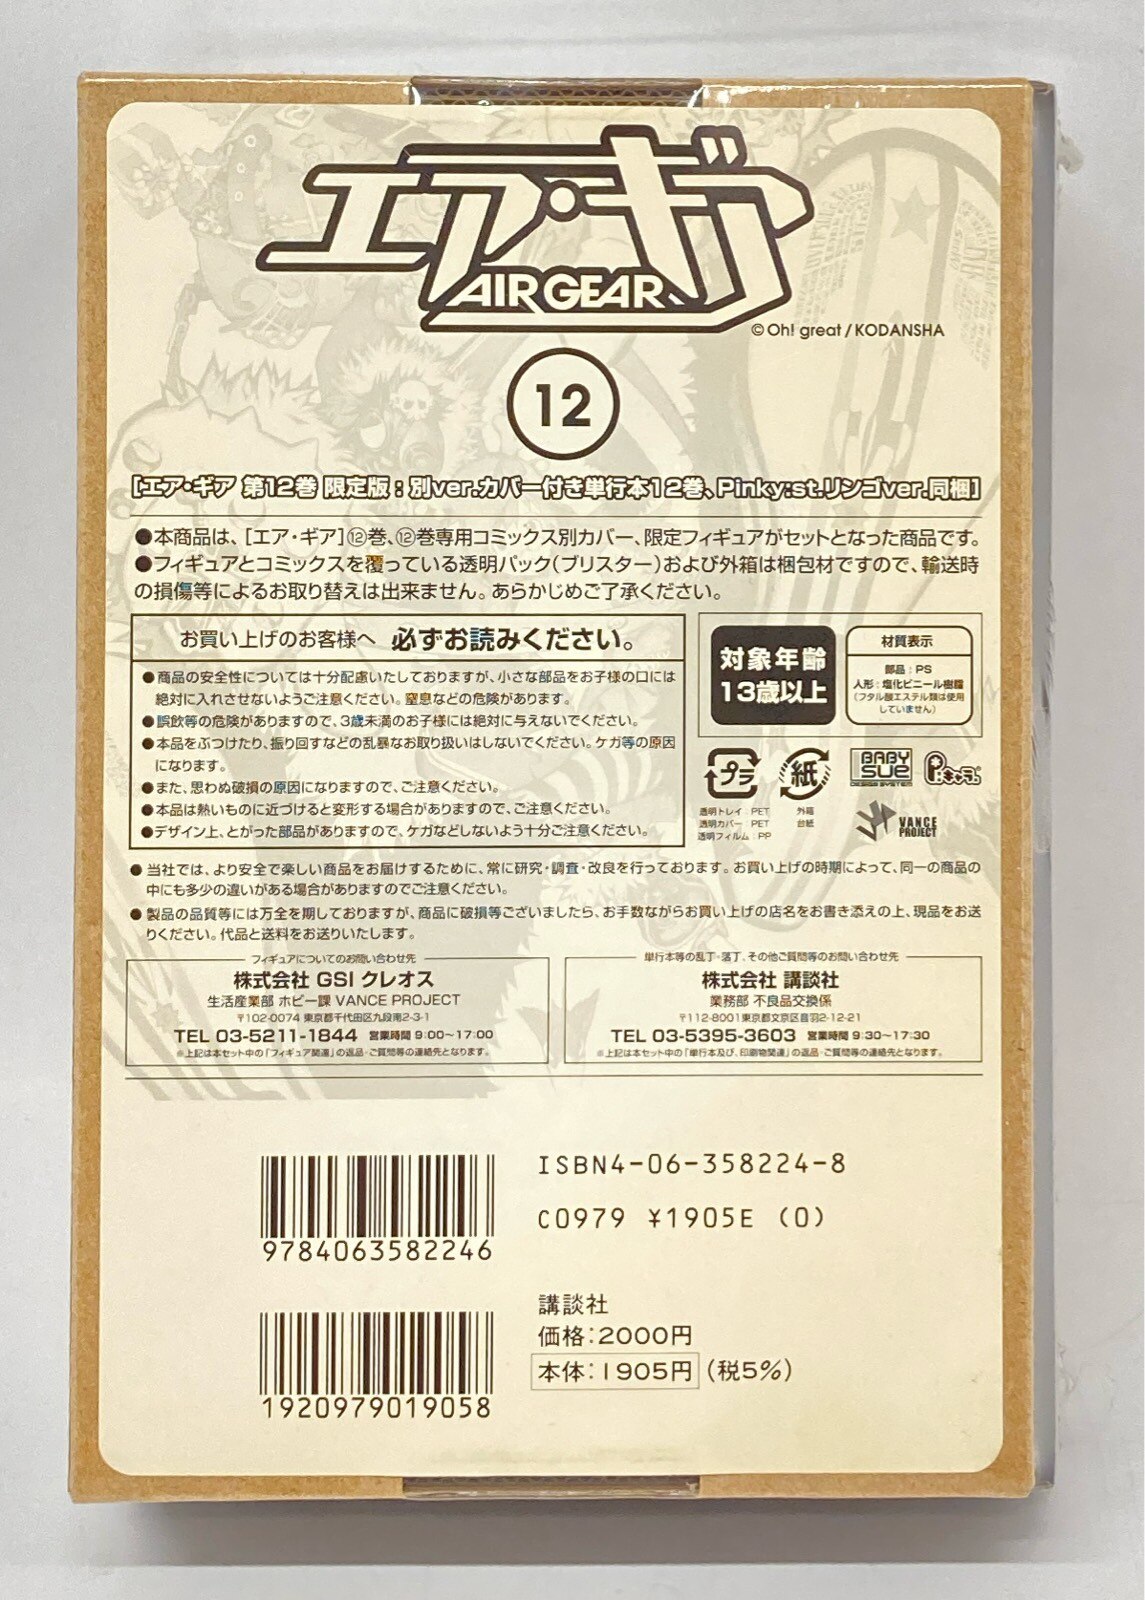 エア・ギア
AIR GEAR
©Oh! great / KODANSHA
12
[エア・ギア 第12巻 限定版：別ver.カバー付き単行本12巻、Pinky:st.リンゴver.同梱]
●本商品は、[エア・ギア]⑫巻、⑫巻専用コミックス別カバー、限定フィギュアがセットとなった商品です。
●フィギュアとコミックスを覆っている透明パック(ブリスター)および外箱は梱包材ですので、輸送時
の損傷等によるお取り替えは出来ません。あらかじめご了承ください。
お買い上げのお客様へ 必ずお読みください。
●商品の安全性については十分配慮いたしておりますが、小さな部品をお子様の口には
絶対に入れさせないようご注意ください。窒息などの危険があります。
●誤飲等の危険がありますので、3歳未満のお子様には絶対に与えないでください。
●本品をぶつけたり、振り回すなどの乱暴なお取り扱いはしないでください。ケガ等の原因
になります。
●また、思わぬ破損の原因になりますので、ご注意ください。
●本品は熱いものに近づけると変形する場合がありますので、ご注意ください。
●デザイン上、とがった部品がありますので、ケガなどしないよう十分ご注意ください。
対象年齢
13歳以上
材質表示
部品：PS
人形：塩化ビニール樹脂
(フタル酸エステル類は使用
していません)
プラ
紙
BABY
SUE
DESIGN SYSTEM
P:キャラ
透明トレイ：PET
透明カバー：PET
透明フィルム：PP
外箱
台紙
VANCE
PROJECT
●当社では、より安全で楽しい商品をお届けするために、常に研究・調査・改良を行っております。お買い上げの時期によって、同一の商品の
中にも多少の違いがある場合がありますのでご注意ください。
●製品の品質等には万全を期しておりますが、商品に破損等ございましたら、お手数ながらお買い上げの店名をお書き添えの上、現品をお送
りください。代品と送料をお送りいたします。
フィギュアについてのお問い合わせ先
株式会社 GSI クレオス
生活産業部 ホビー課 VANCE PROJECT
〒102-0074 東京都千代田区九段南2-3-1
TEL 03-5211-1844 営業時間 9:00〜17:00
※上記は本セット中の「フィギュア関連」の返品・ご質問等の連絡先となります。
単行本等の乱丁・落丁、その他ご質問等のお問い合わせ先
株式会社 講談社
業務部 不良品交換係
〒112-8001東京都文京区音羽2-12-21
TEL 03-5395-3603 営業時間 9:30〜17:30
※上記は本セット中の「単行本及び、印刷物関連」の返品・ご質問等の連絡先となります。
ISBN4-06-358224-8
C0979 ¥1905E (0)
9784063582246
講談社
価格：2000円
本体：1905円 (税5%)
1920979019058